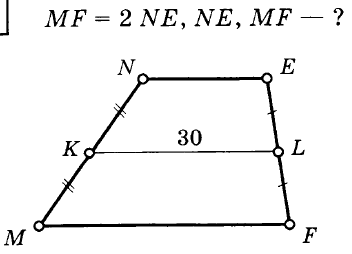 MF = 2 NE, NE, MF — ?
N E
K 30 L
M F